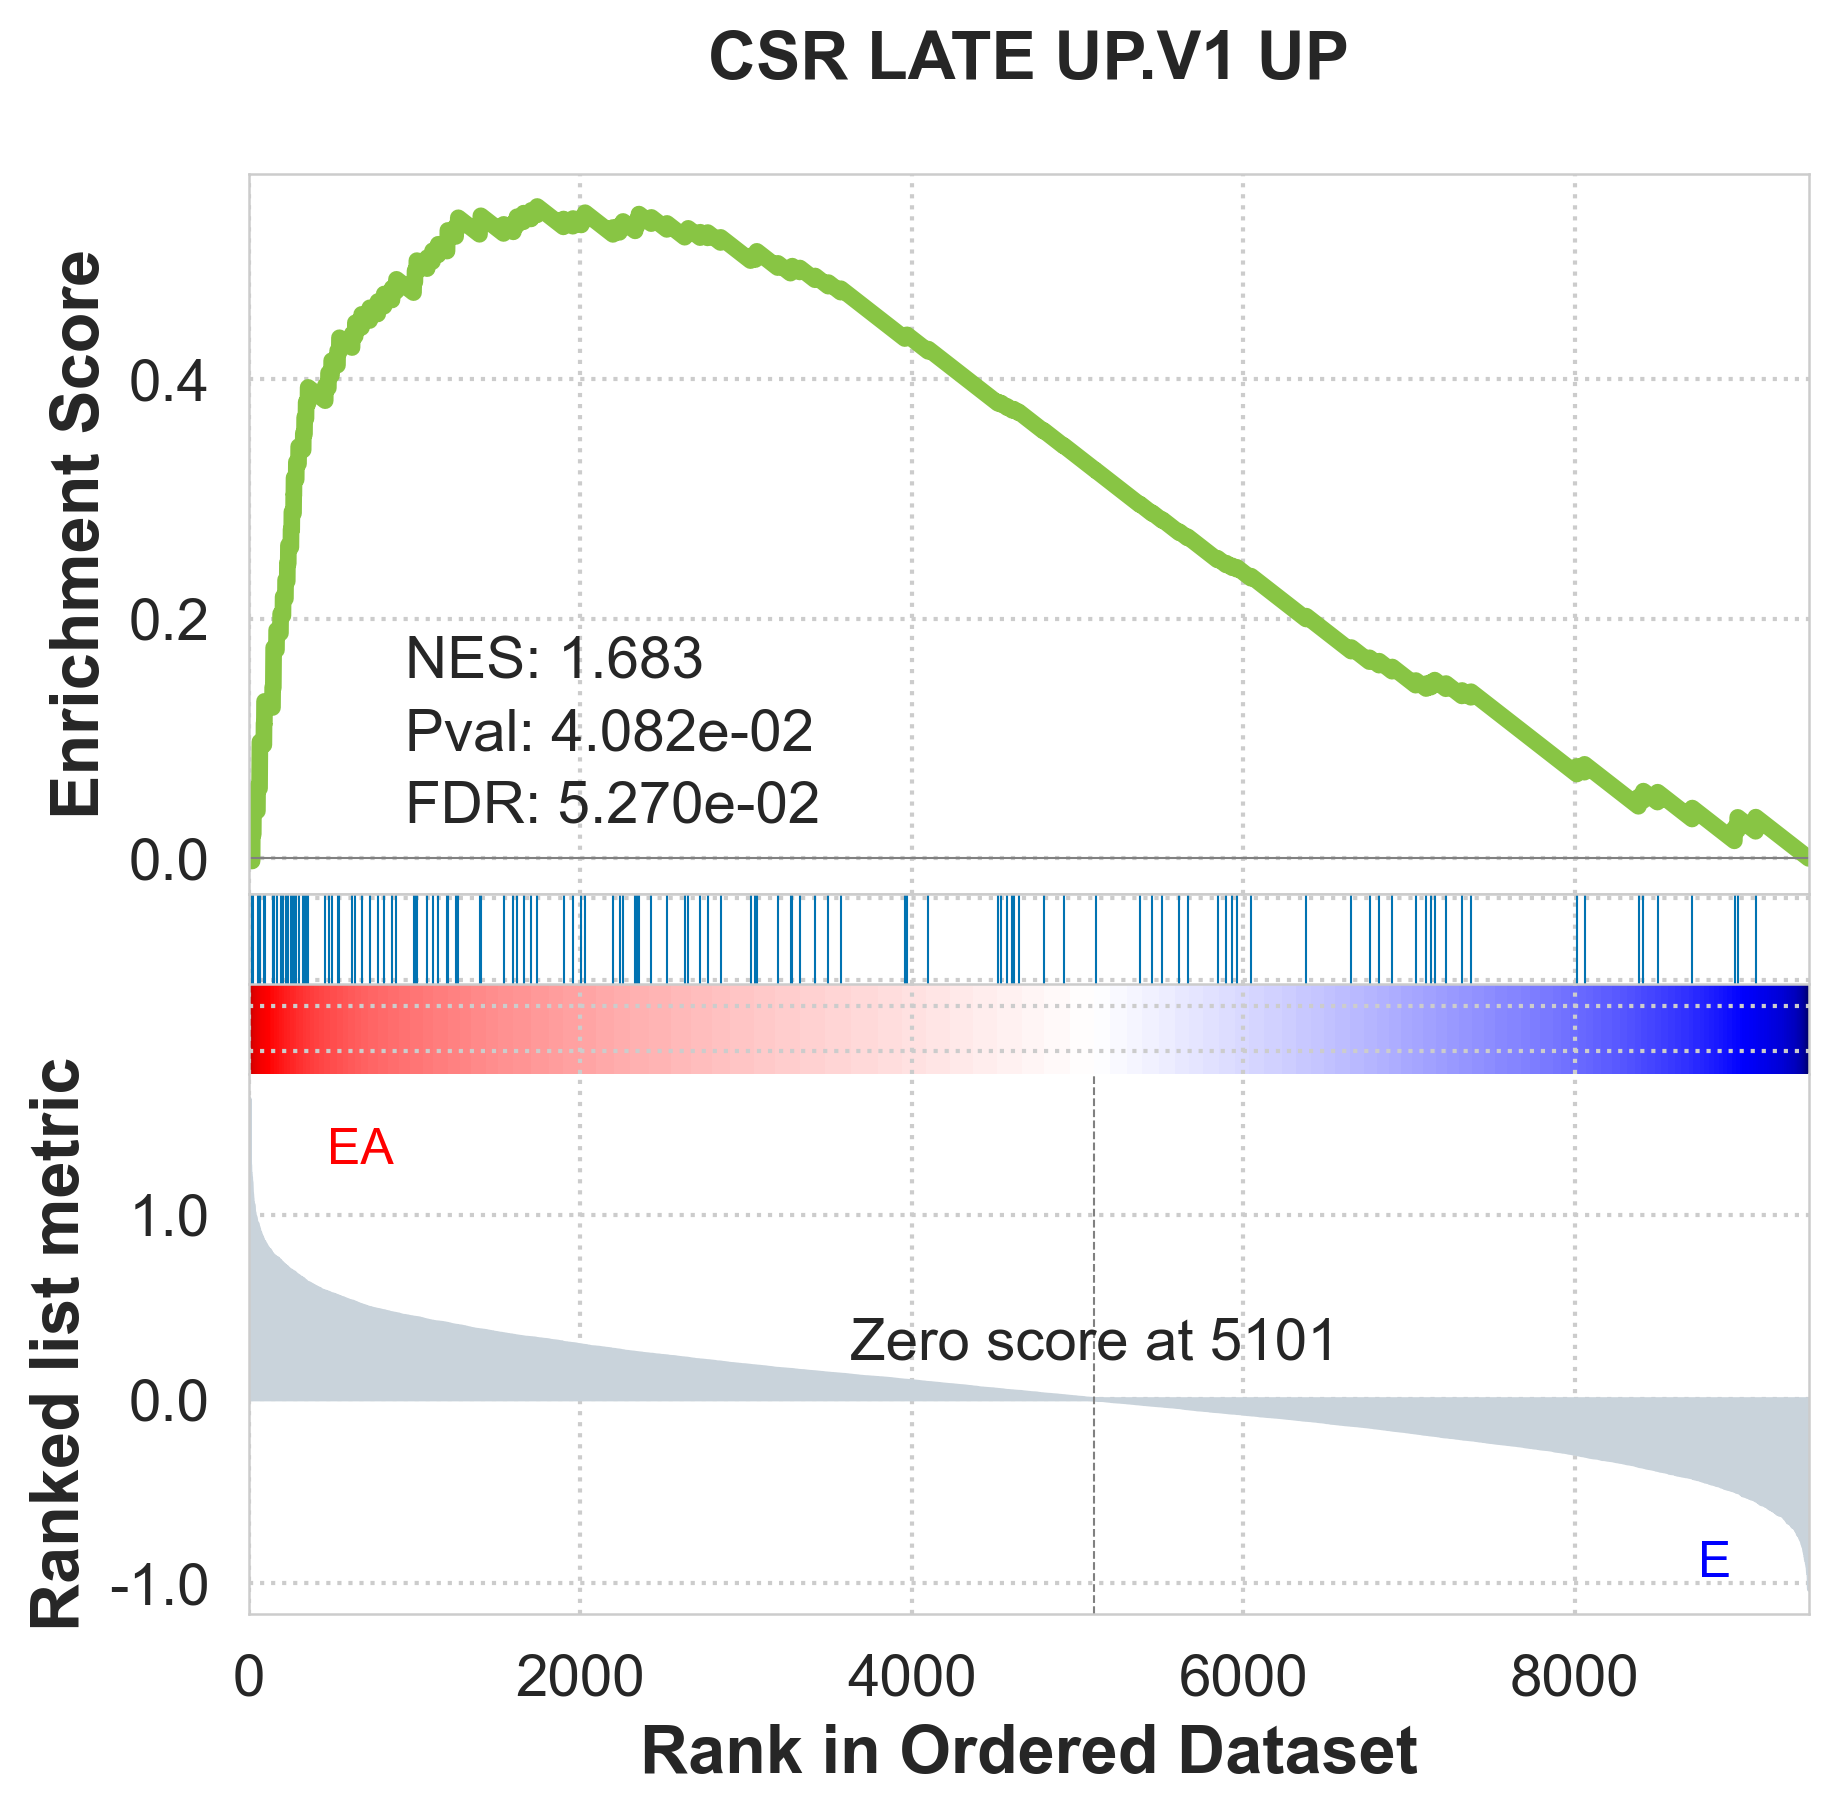 CSR LATE UP.V1 UP
Enrichment Score
0.4
0.2
0.0
NES: 1.683
Pval: 4.082e-02
FDR: 5.270e-02
Ranked list metric
EA
1.0
0.0
-1.0
Zero score at 5101
E
0 2000 4000 6000 8000
Rank in Ordered Dataset